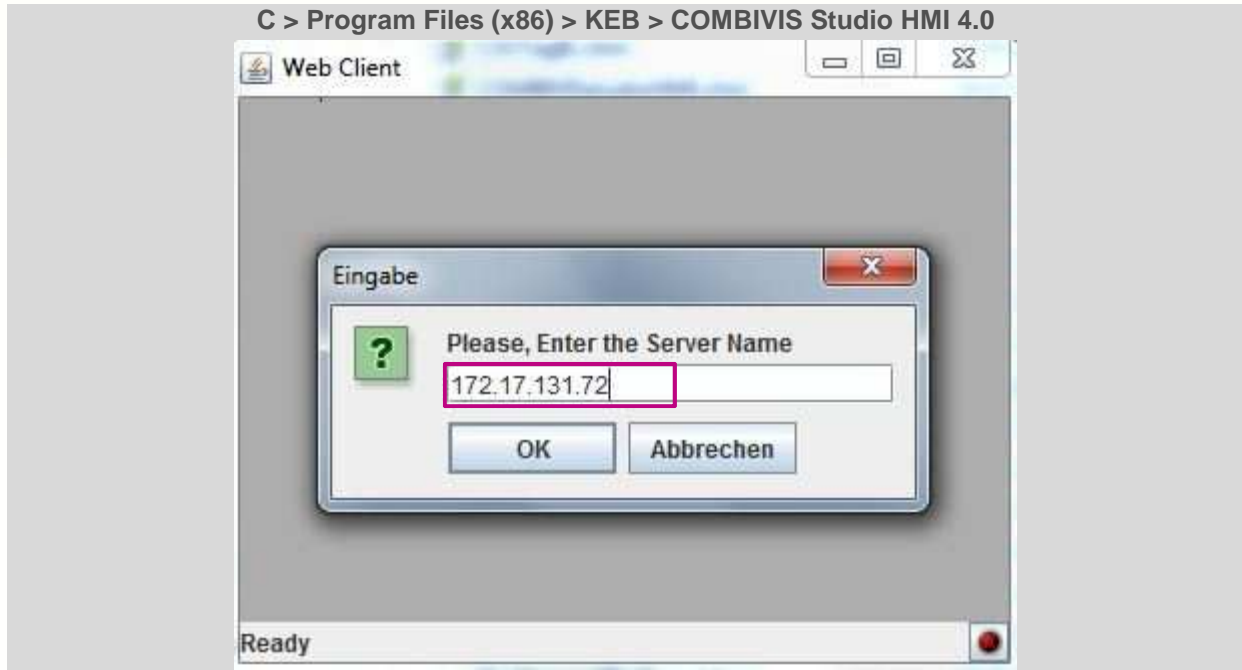 C > Program Files (x86) > KEB > COMBIVIS Studio HMI 4.0
Web Client
Eingabe
?
Please, Enter the Server Name
172.17.131.72
OK Abbrechen
Ready